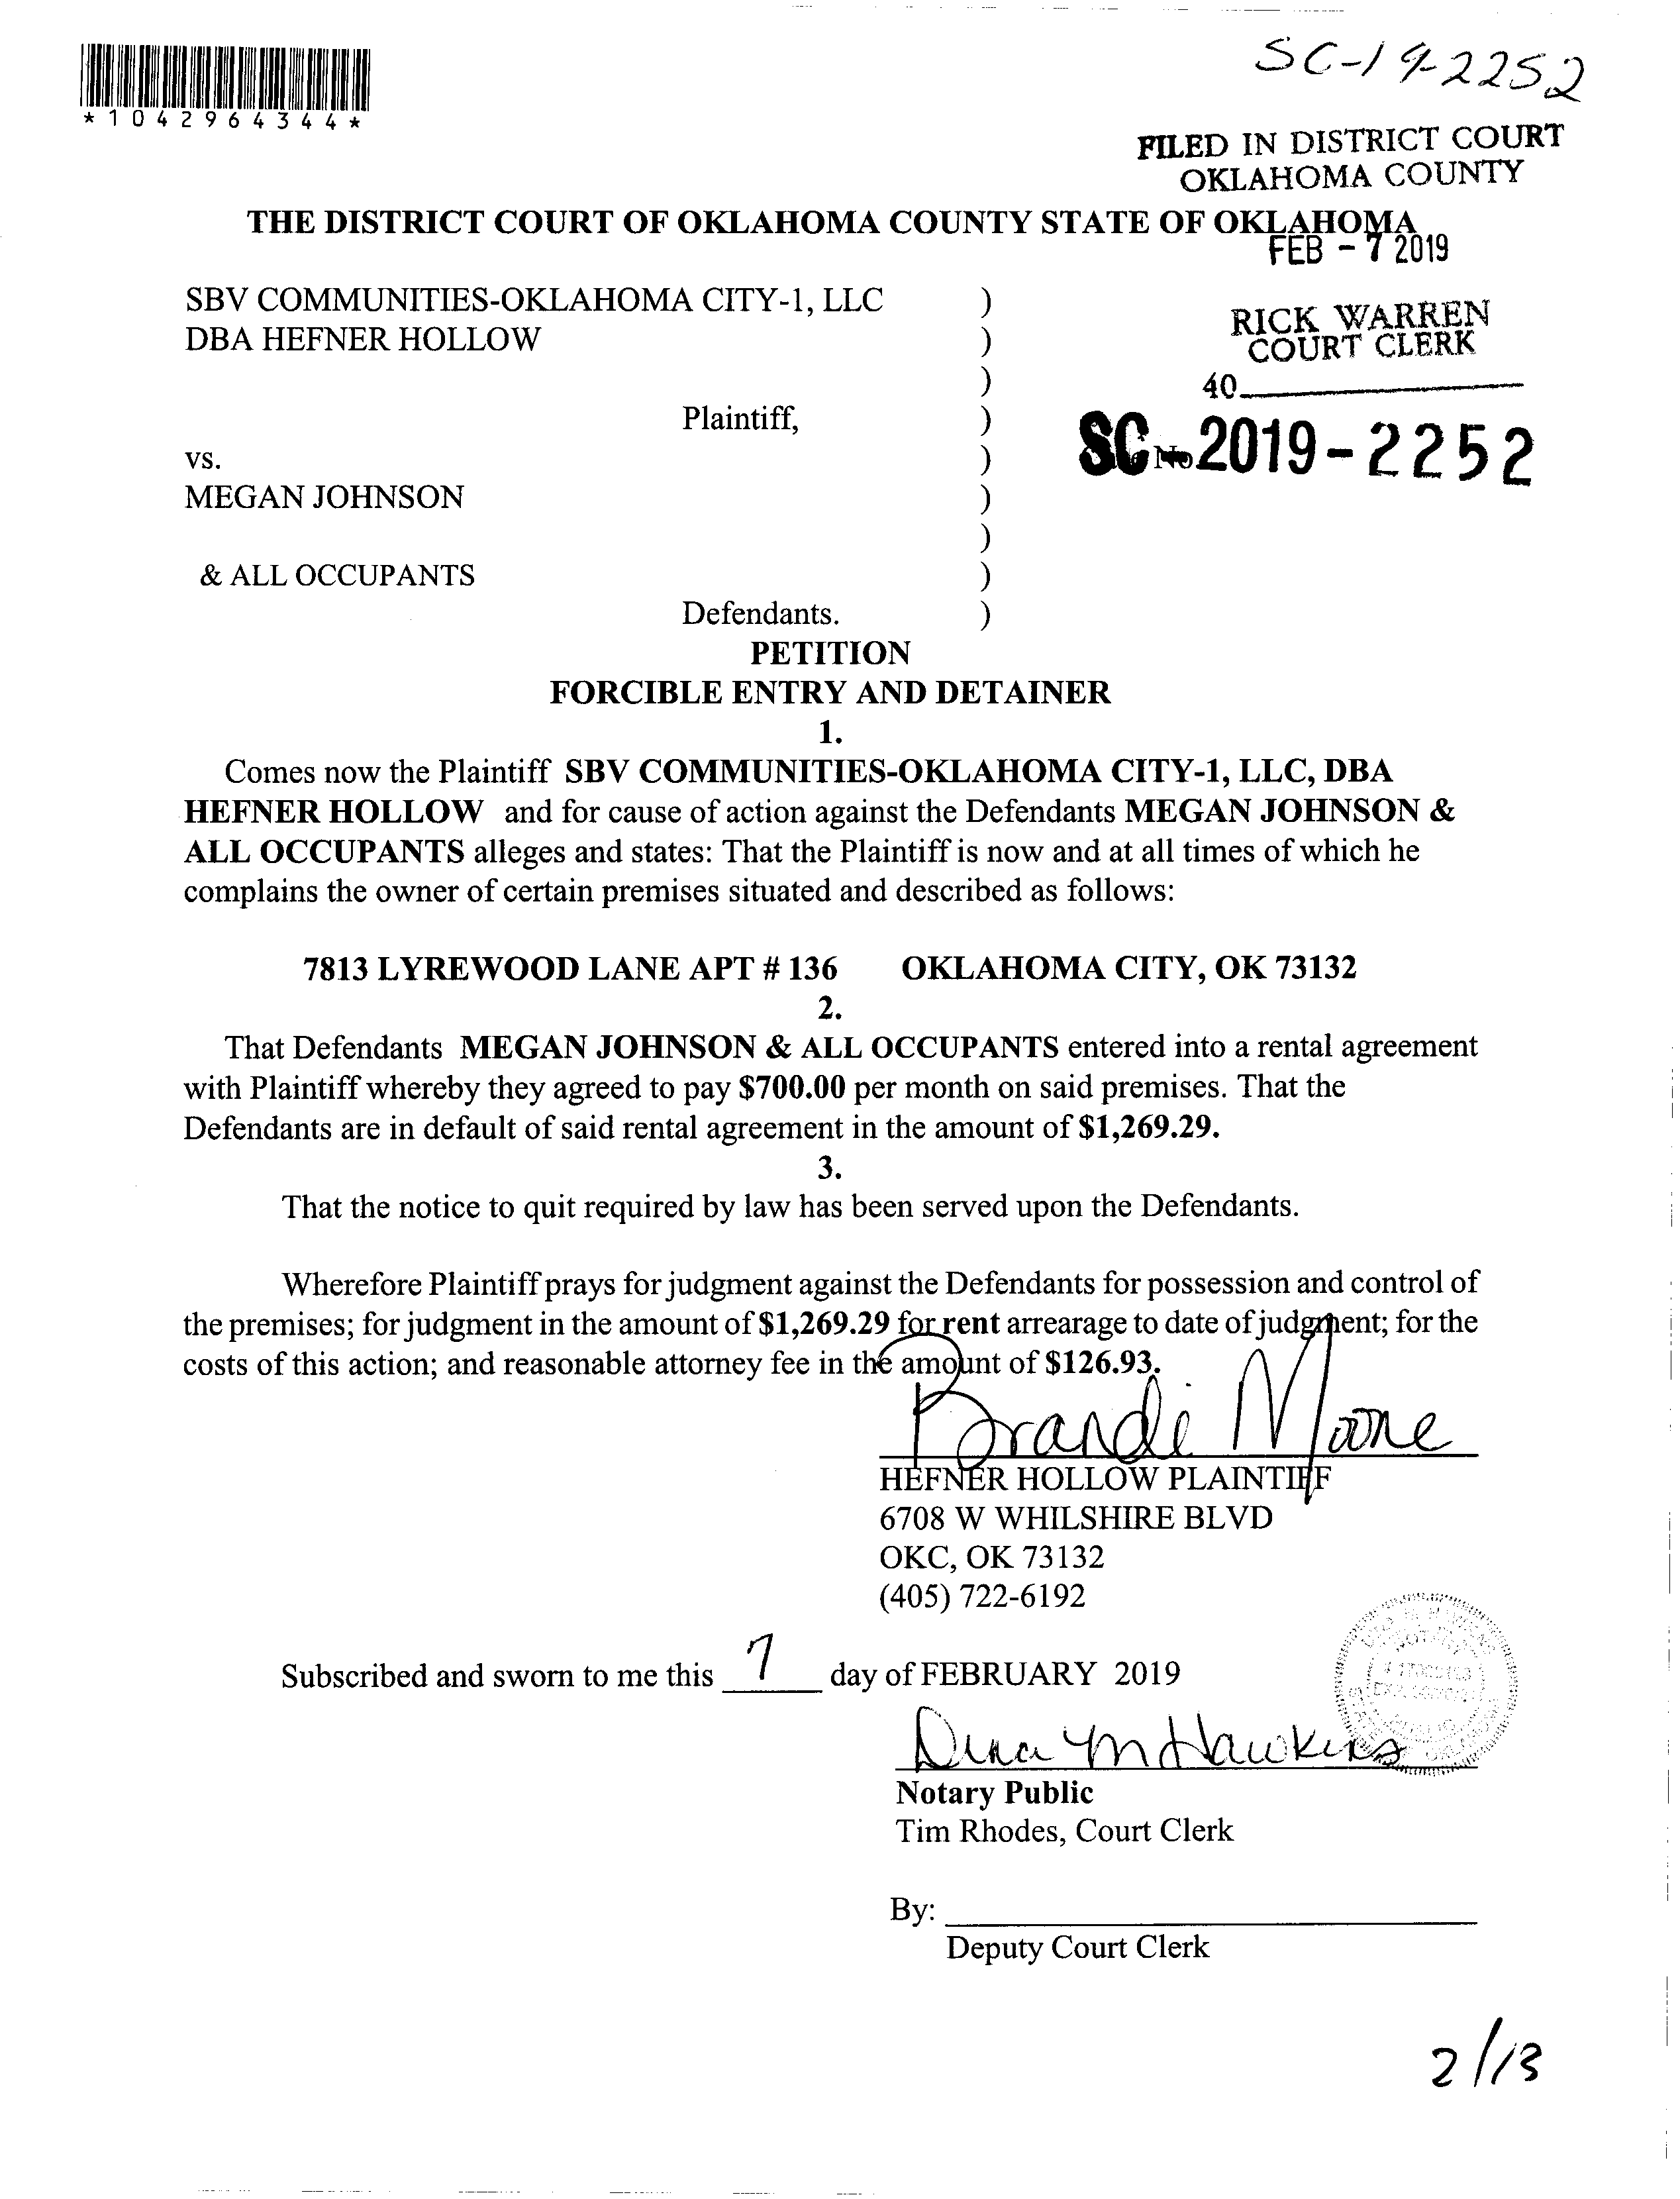 SC-19-2252
*1042964344*
FILED IN DISTRICT COURT
OKLAHOMA COUNTY
THE DISTRICT COURT OF OKLAHOMA COUNTY STATE OF OKLAHOMA
FEB - 7 2019
SBV COMMUNITIES-OKLAHOMA CITY-1, LLC )
DBA HEFNER HOLLOW )
)
RICK WARREN
COURT CLERK
40
Plaintiff, )
SC No 2019-2252
vs. )
MEGAN JOHNSON )
)
& ALL OCCUPANTS )
Defendants. )
PETITION
FORCIBLE ENTRY AND DETAINER
1.
Comes now the Plaintiff SBV COMMUNITIES-OKLAHOMA CITY-1, LLC, DBA
HEFNER HOLLOW and for cause of action against the Defendants MEGAN JOHNSON &
ALL OCCUPANTS alleges and states: That the Plaintiff is now and at all times of which he
complains the owner of certain premises situated and described as follows:
7813 LYREWOOD LANE APT # 136 OKLAHOMA CITY, OK 73132
2.
That Defendants MEGAN JOHNSON & ALL OCCUPANTS entered into a rental agreement
with Plaintiff whereby they agreed to pay $700.00 per month on said premises. That the
Defendants are in default of said rental agreement in the amount of $1,269.29.
3.
That the notice to quit required by law has been served upon the Defendants.
Wherefore Plaintiff prays for judgment against the Defendants for possession and control of
the premises; for judgment in the amount of $1,269.29 for rent arrearage to date of judgment; for the
costs of this action; and reasonable attorney fee in the amount of $126.93.
Brandi Moore
HEFNER HOLLOW PLAINTIFF
6708 W WHILSHIRE BLVD
OKC, OK 73132
(405) 722-6192
Subscribed and sworn to me this 7 day of FEBRUARY 2019
Dina M Hawkins
Notary Public
Tim Rhodes, Court Clerk
By:
Deputy Court Clerk
2/13